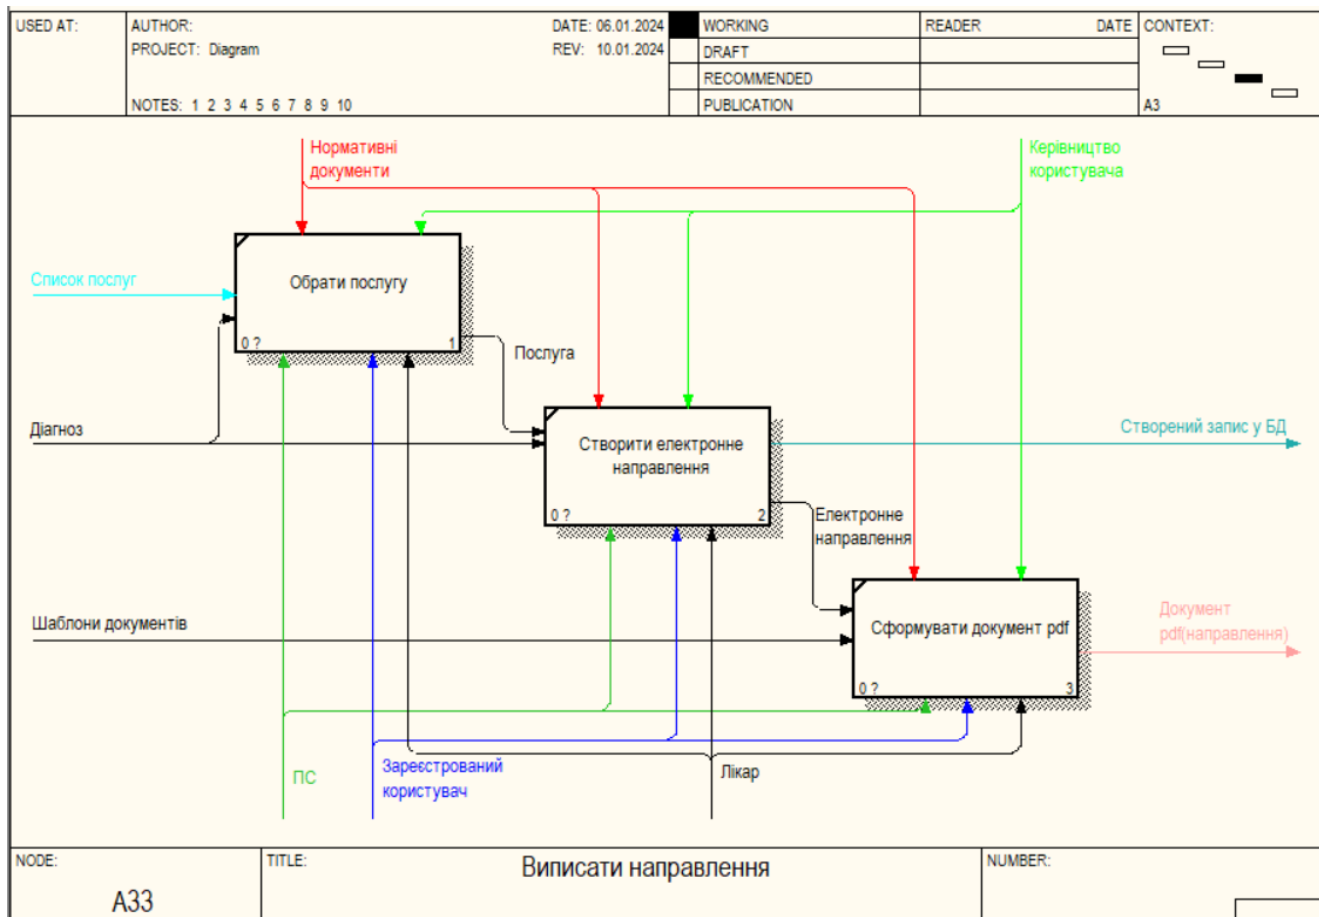 USED AT:
AUTHOR:
DATE: 06.01.2024
WORKING
READER
DATE
CONTEXT:
PROJECT: Diagram
REV: 10.01.2024
DRAFT
RECOMMENDED
NOTES: 1 2 3 4 5 6 7 8 9 10
PUBLICATION
A3
Нормативні
документи
Керівництво
користувача
Список послуг
Обрати послугу
0 ?
1
Послуга
Діагноз
Створити електронне
направлення
0 ?
2
Створений запис у БД
Електронне
направлення
Шаблони документів
Сформувати документ pdf
0 ?
3
Документ
pdf(направлення)
ПС
Зареєстрований
користувач
Лікар
NODE:
TITLE:
Виписати направлення
NUMBER:
A33